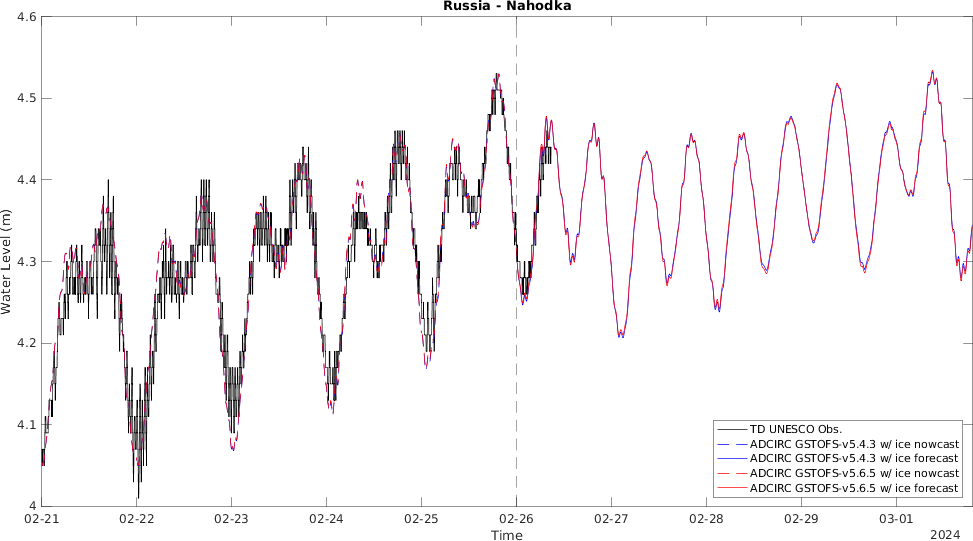 Russia - Nahodka
4.6
4.5
4.4
4.3
4.2
4.1
4
Water Level (m)
02-21 02-22 02-23 02-24 02-25 02-26 02-27 02-28 02-29 03-01
Time
2024
TD UNESCO Obs.
ADCIRC GSTOFS-v5.4.3 w/ ice nowcast
ADCIRC GSTOFS-v5.4.3 w/ ice forecast
ADCIRC GSTOFS-v5.6.5 w/ ice nowcast
ADCIRC GSTOFS-v5.6.5 w/ ice forecast